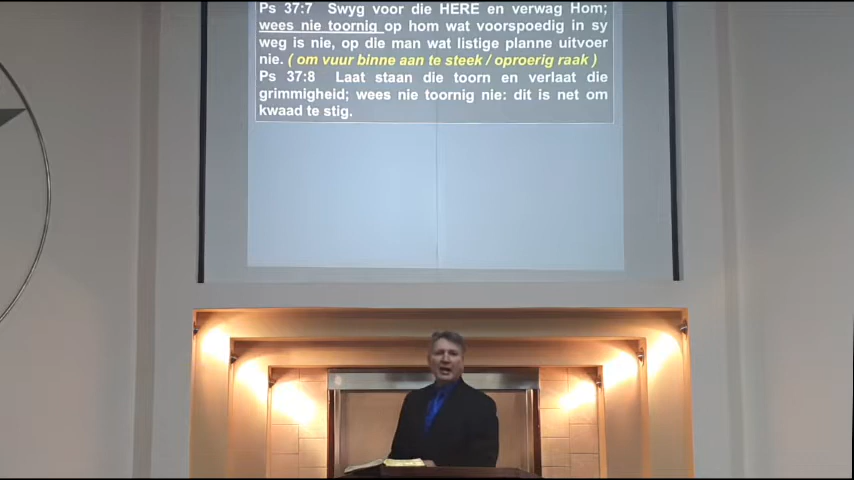 Ps 37:7 Swyg voor die HERE en verwag Hom;
wees nie toornig op hom wat voorspoedig in sy
weg is nie, op die man wat listige planne uitvoer
nie. ( om vuur binne aan te steek / oproerig raak )
Ps 37:8 Laat staan die toorn en verlaat die
grimmigheid; wees nie toornig nie: dit is net om
kwaad te stig.